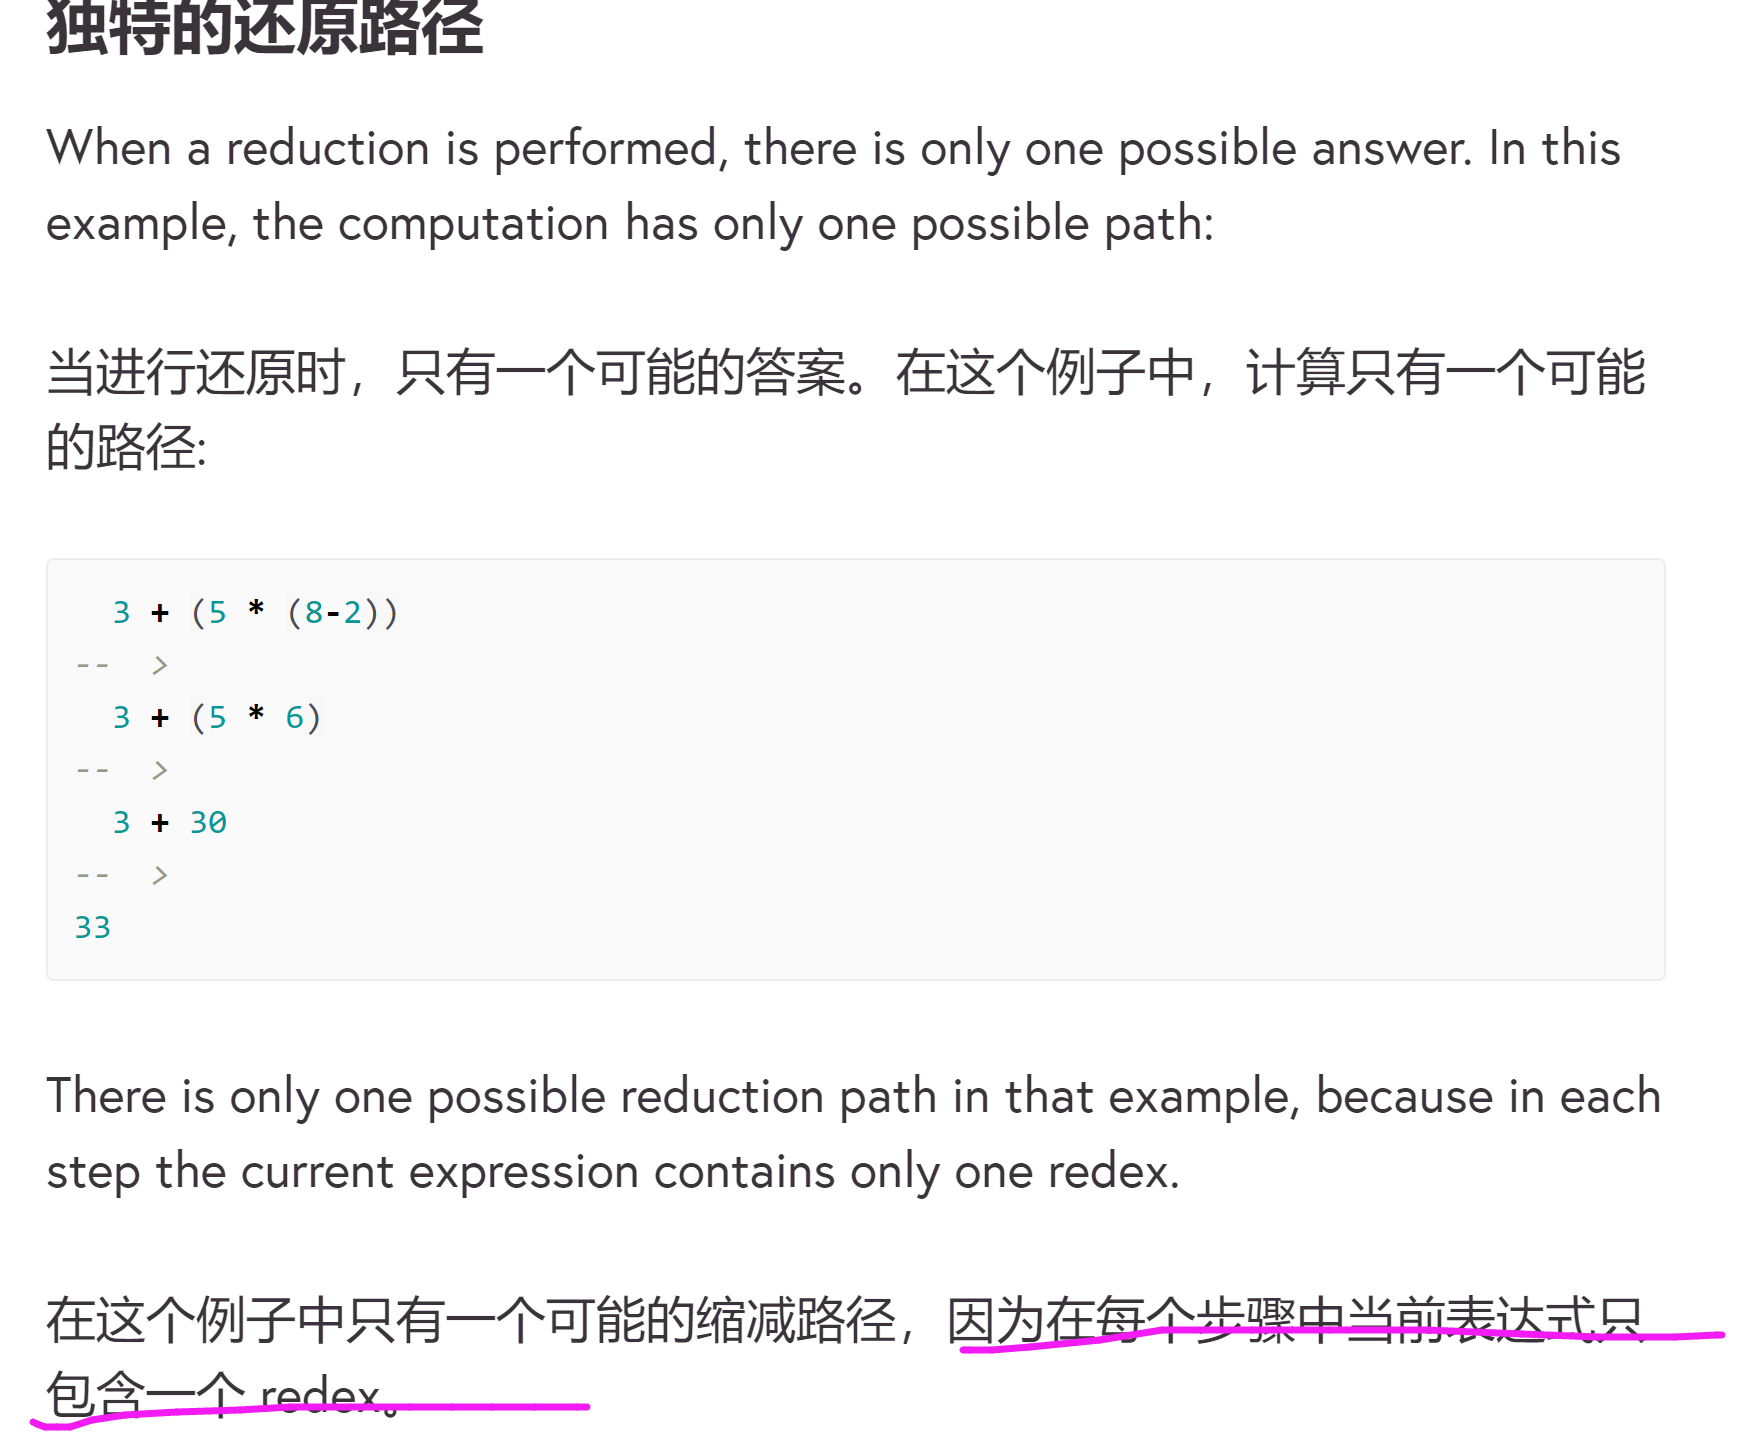 独特的还原路径
When a reduction is performed, there is only one possible answer. In this
example, the computation has only one possible path:
当进行还原时，只有一个可能的答案。在这个例子中，计算只有一个可能
的路径:
3 + (5 * (8-2))
-- >
3 + (5 * 6)
-- >
3 + 30
-- >
33
There is only one possible reduction path in that example, because in each
step the current expression contains only one redex.
在这个例子中只有一个可能的缩减路径，因为在每个步骤中当前表达式只
包含一个 redex。